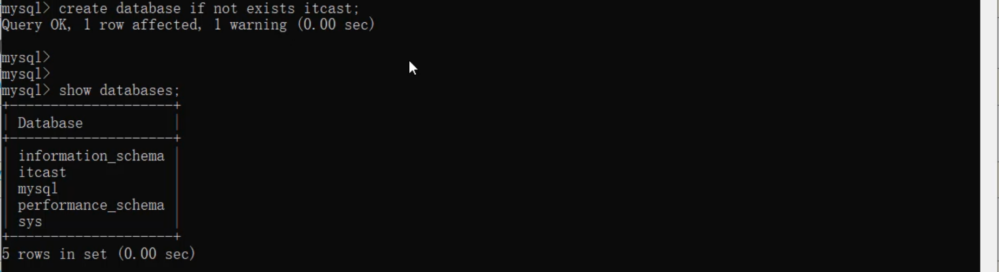 mysql> create database if not exists itcast;
Query OK, 1 row affected, 1 warning (0.00 sec)
mysql>
mysql>
mysql> show databases;
+--------------------+
| Database           |
+--------------------+
| information_schema |
| itcast             |
| mysql              |
| performance_schema |
| sys                |
+--------------------+
5 rows in set (0.00 sec)